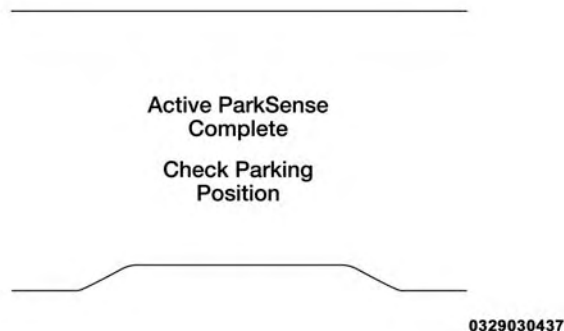 Active ParkSense
Complete
Check Parking
Position
0329030437